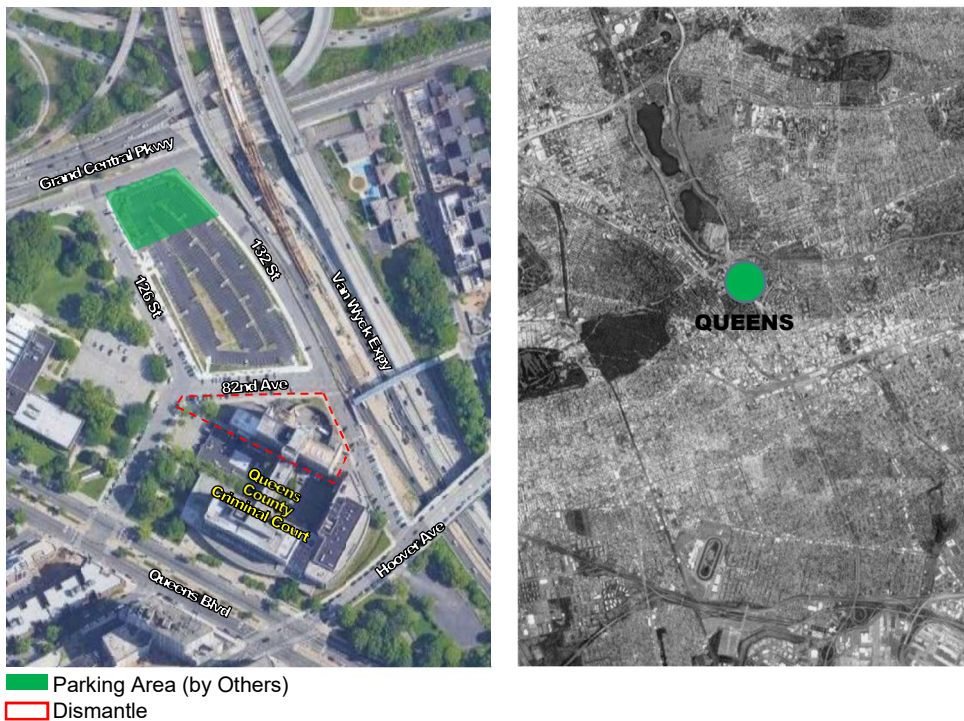 Grand Central Pkwy
132 St
126 St
Van Wyck Expy
82nd Ave
Queens
County
Criminal Court
Hoover Ave
Queens Blvd
QUEENS
Parking Area (by Others)
Dismantle